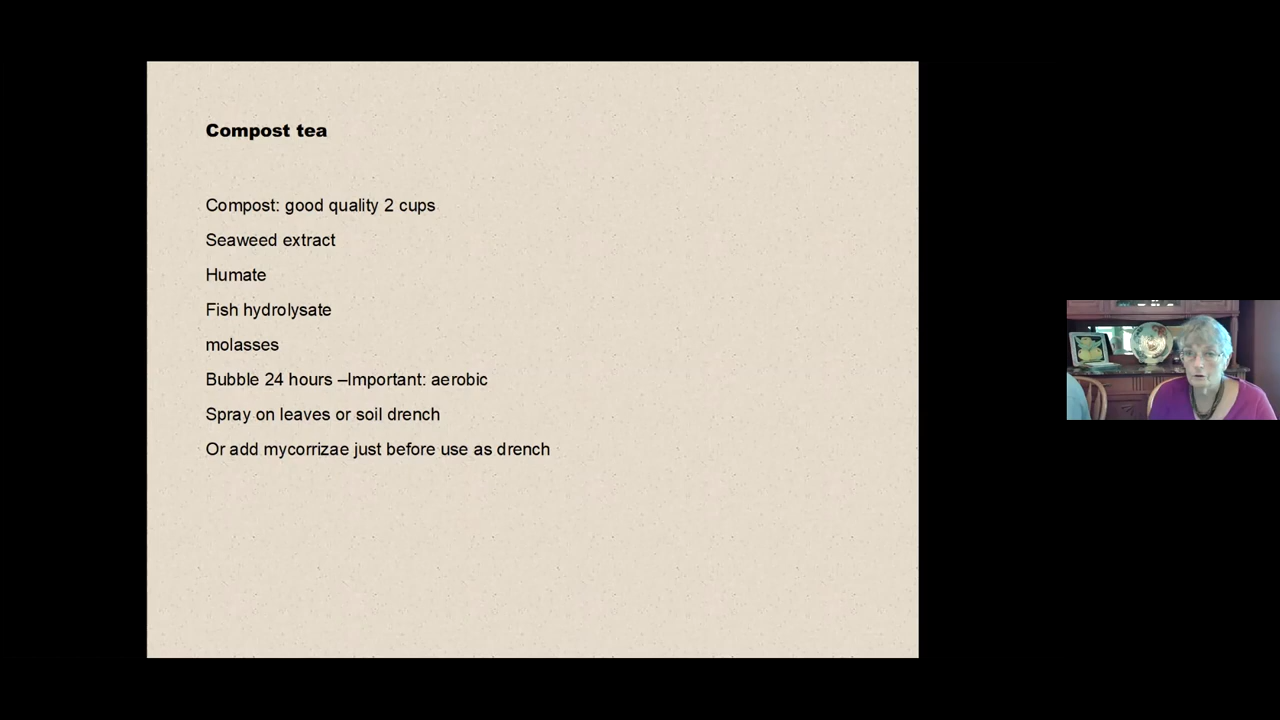 Compost tea
Compost: good quality 2 cups
Seaweed extract
Humate
Fish hydrolysate
molasses
Bubble 24 hours –Important: aerobic
Spray on leaves or soil drench
Or add mycorrizae just before use as drench